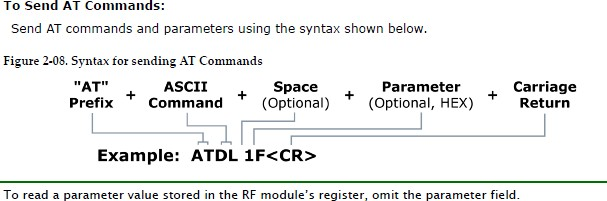 To Send AT Commands:
Send AT commands and parameters using the syntax shown below.
Figure 2-08. Syntax for sending AT Commands
"AT" Prefix + ASCII Command + Space (Optional) + Parameter (Optional, HEX) + Carriage Return
Example: ATDL 1F<CR>
To read a parameter value stored in the RF module's register, omit the parameter field.